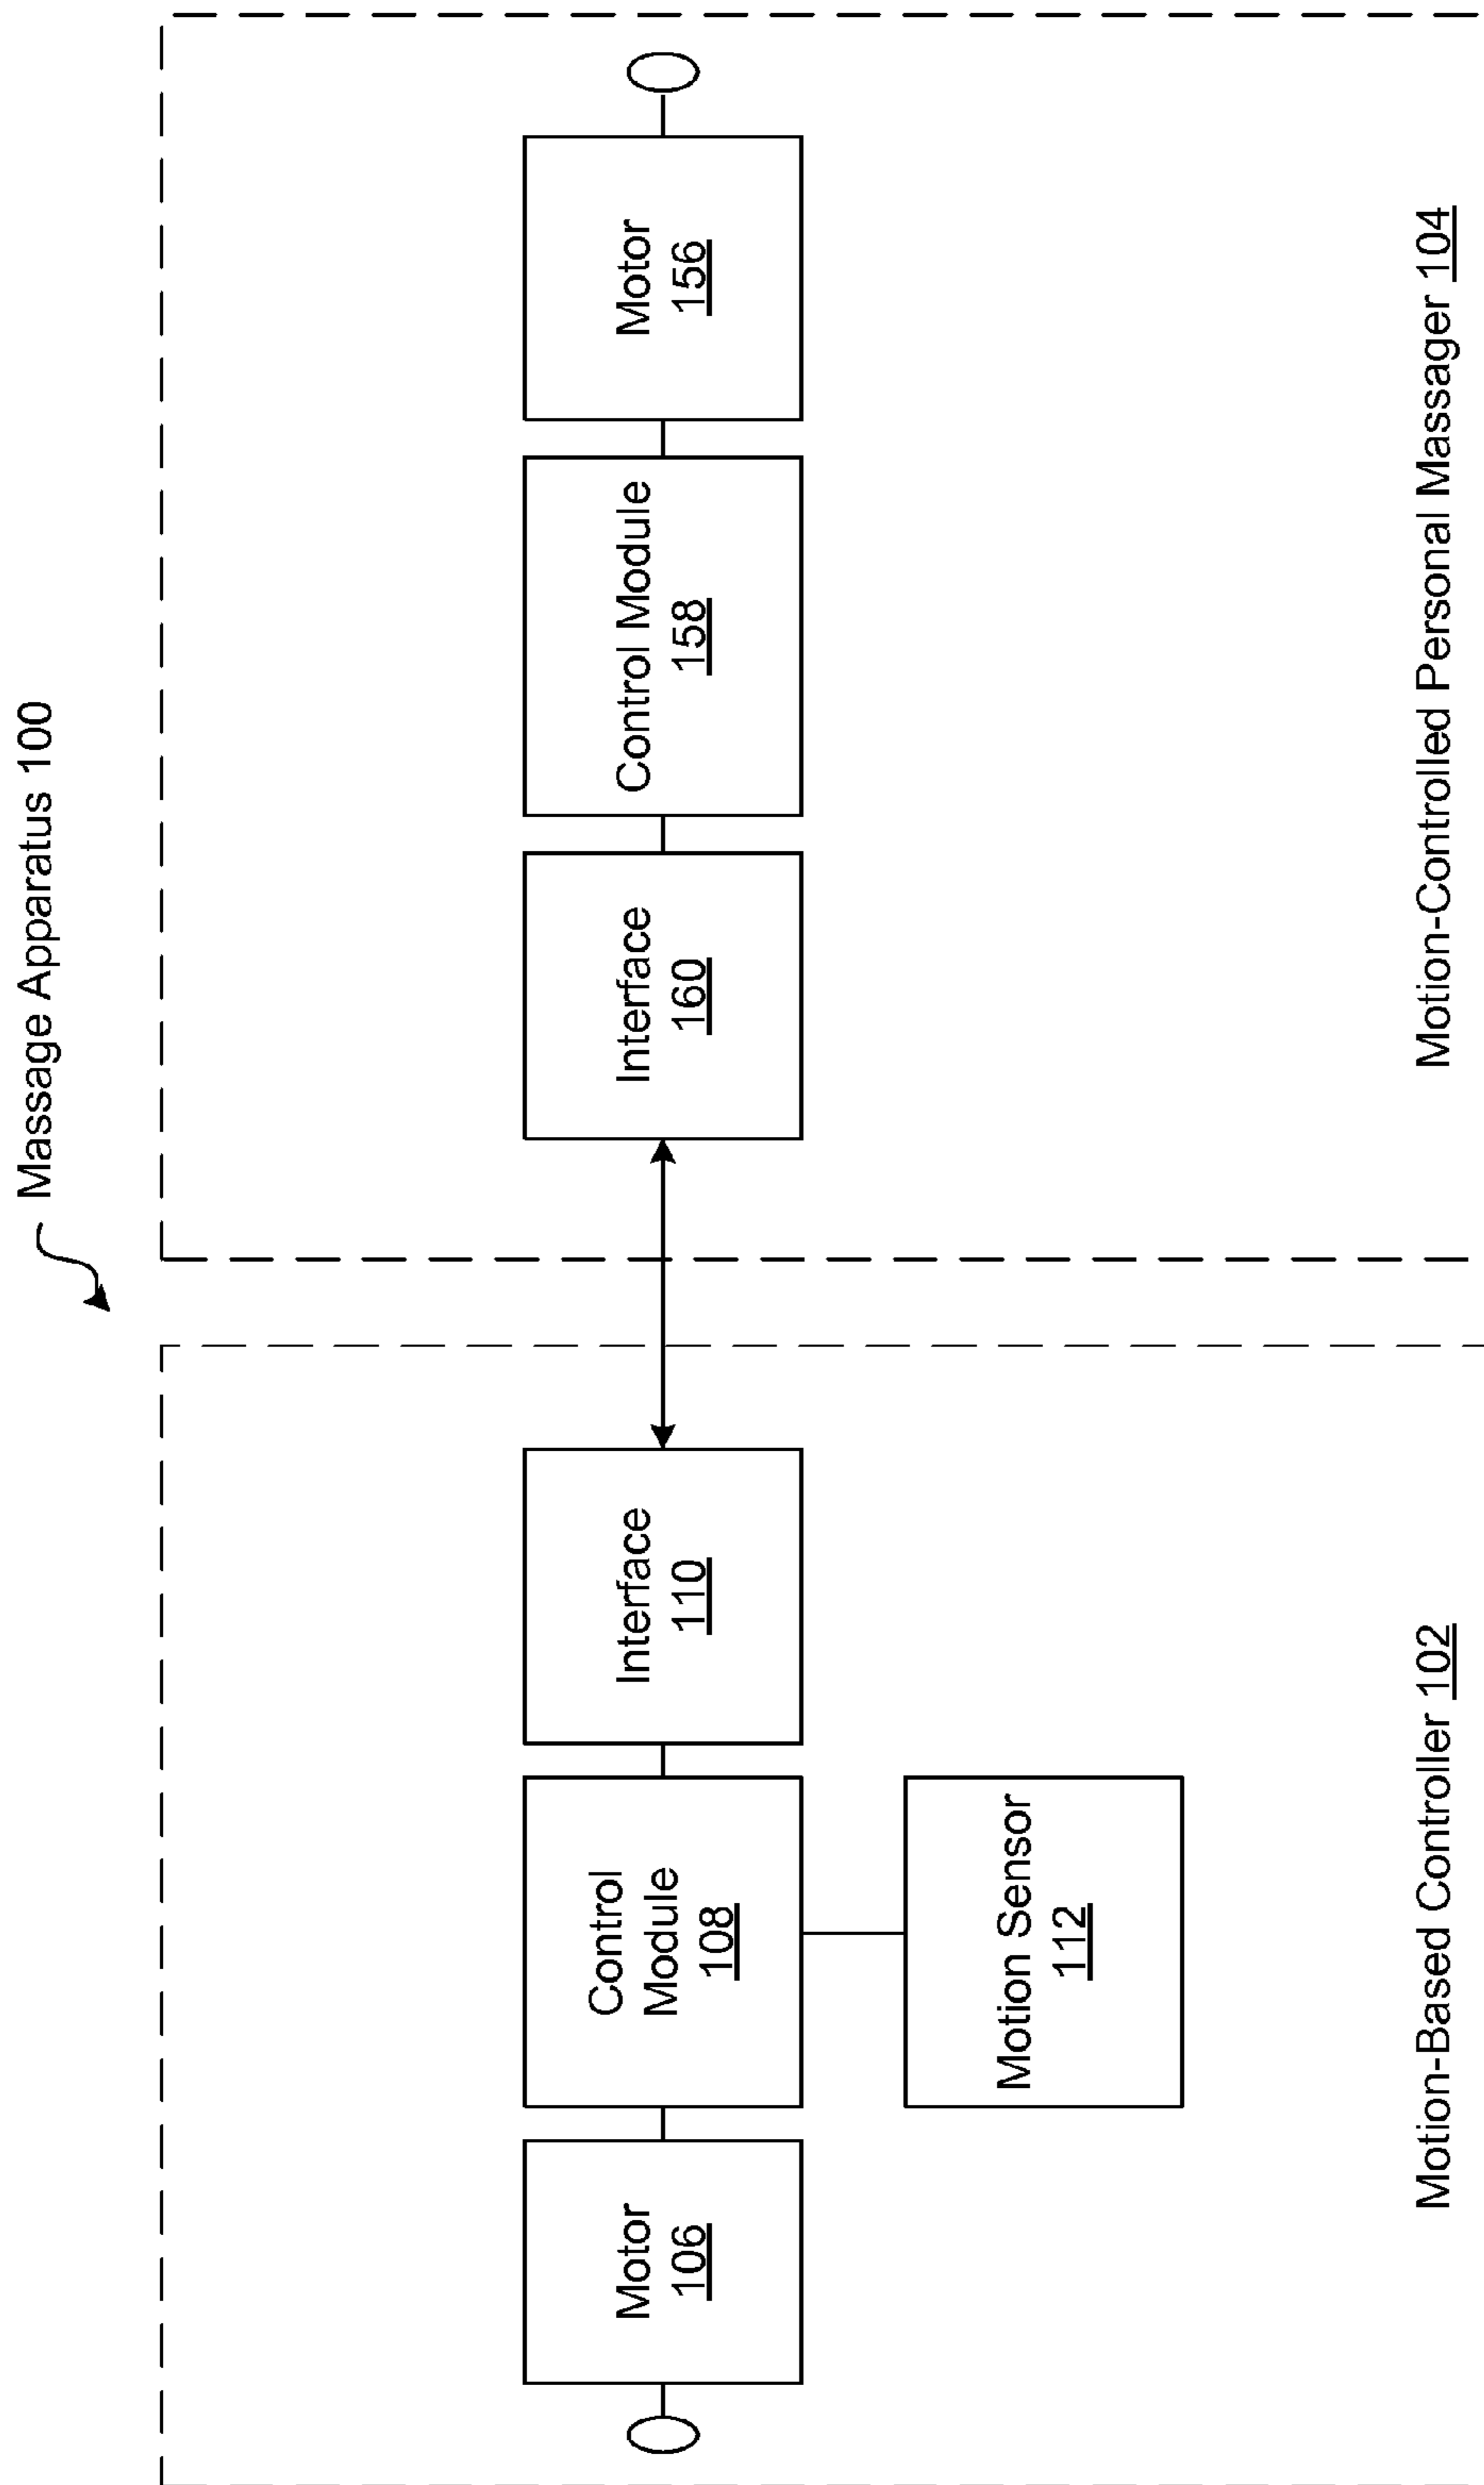 Massage Apparatus 100
Motor
106
Control
Module
108
Interface
110
Motion Sensor
112
Motion-Based Controller 102
Interface
160
Control Module
158
Motor
156
Motion-Controlled Personal Massager 104